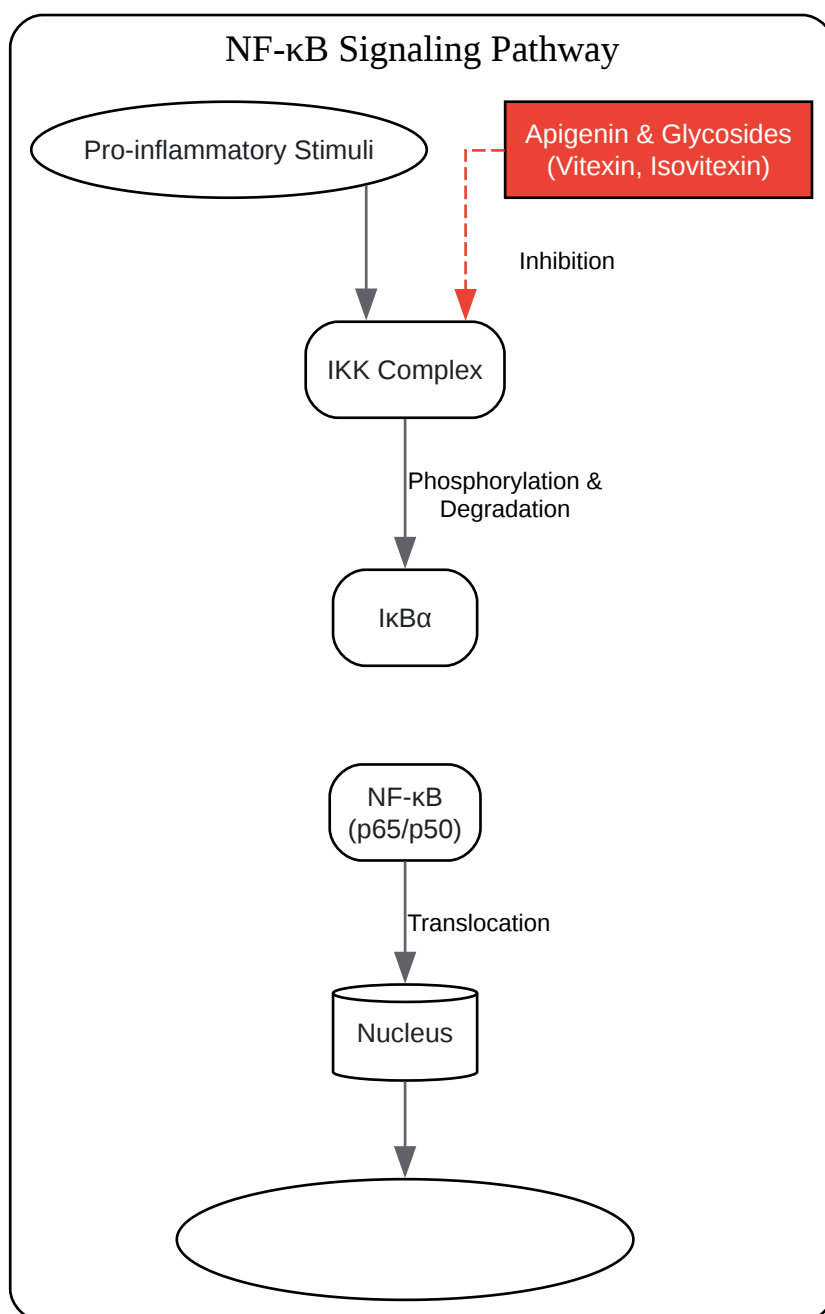 NF-κB Signaling Pathway
Pro-inflammatory Stimuli
Apigenin & Glycosides
(Vitexin, Isovitexin)
Inhibition
IKK Complex
Phosphorylation &
Degradation
IκBα
NF-κB
(p65/p50)
Translocation
Nucleus